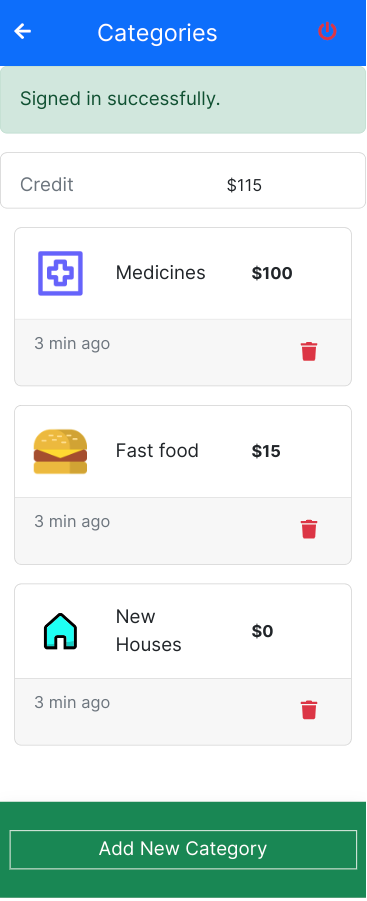 Categories
Signed in successfully.
Credit $115
Medicines $100
3 min ago
Fast food $15
3 min ago
New
Houses $0
3 min ago
Add New Category